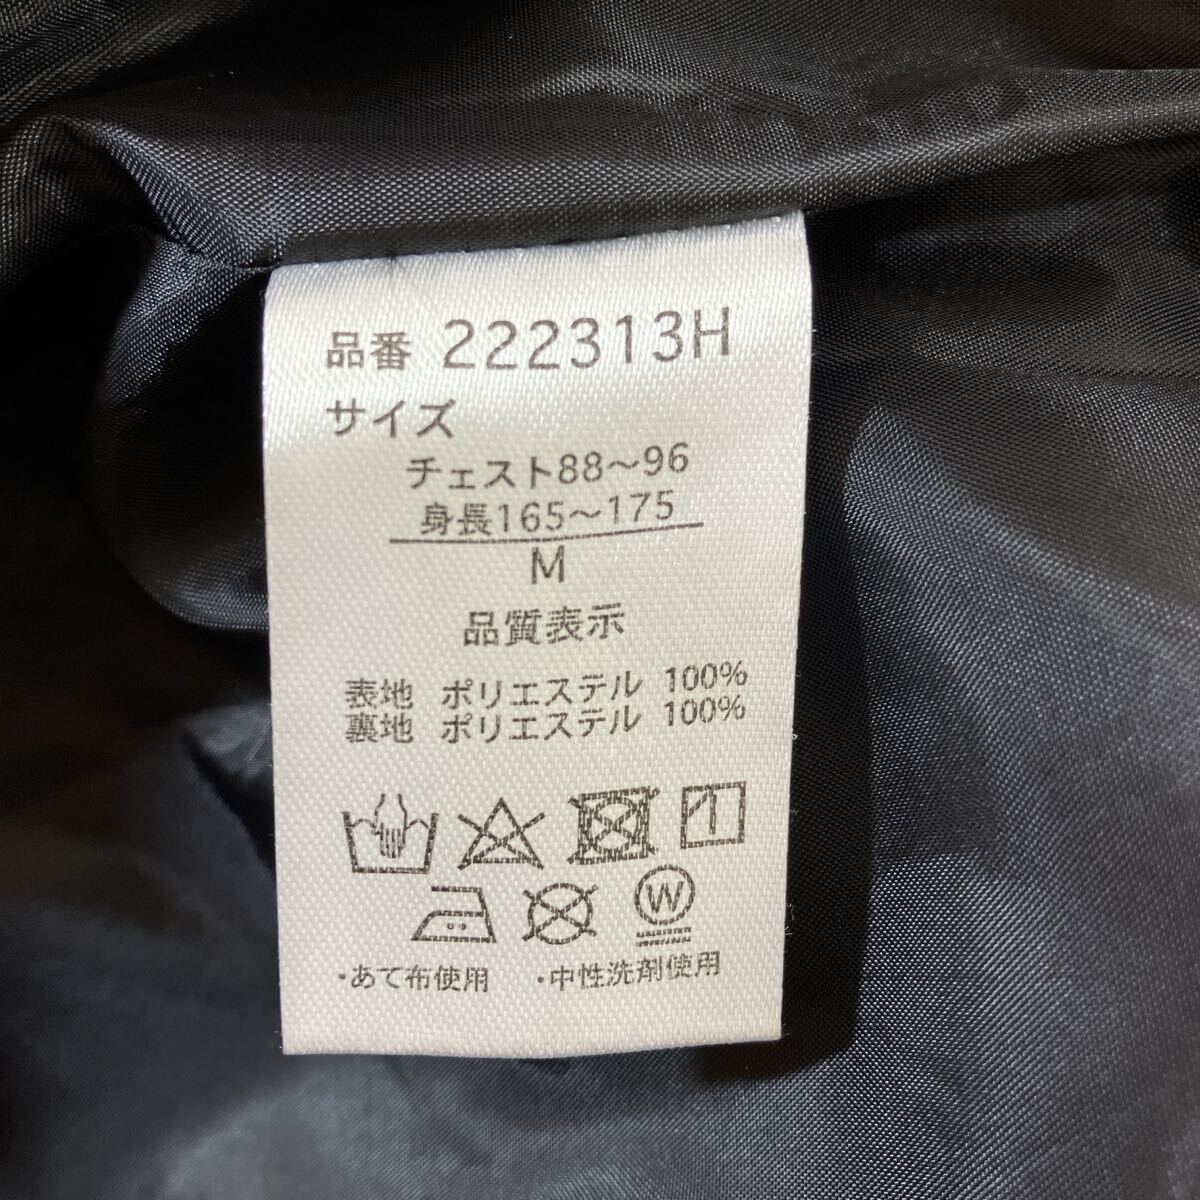 品番 222313H
サイズ
チェスト88～96
身長165～175
M
品質表示
表地 ポリエステル 100%
裏地 ポリエステル 100%
W
・あて布使用 ・中性洗剤使用